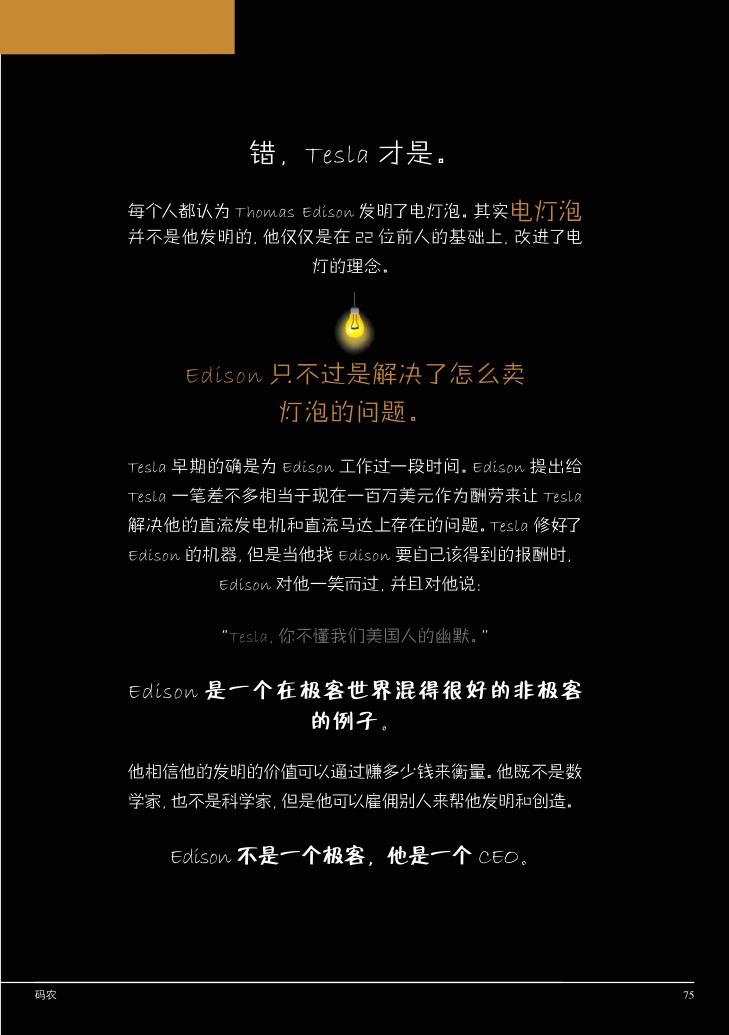 错，Tesla 才是。
每个人都认为 Thomas Edison 发明了电灯泡。其实电灯泡
并不是他发明的，他仅仅是在 22 位前人的基础上，改进了电
灯的理念。
Edison 只不过是解决了怎么卖
灯泡的问题。
Tesla 早期的确是为 Edison 工作过一段时间。Edison 提出给
Tesla 一笔差不多相当于现在一百万美元作为酬劳来让 Tesla
解决他的直流发电机和直流马达上存在的问题。Tesla 修好了
Edison 的机器，但是当他找 Edison 要自己该得到的报酬时，
Edison 对他一笑而过，并且对他说：
“Tesla，你不懂我们美国人的幽默。”
Edison 是一个在极客世界混得很好的非极客
的例子。
他相信他的发明的价值可以通过赚多少钱来衡量。他既不是数
学家，也不是科学家，但是他可以雇佣别人来帮他发明和创造。
Edison 不是一个极客，他是一个 CEO。
码农
75